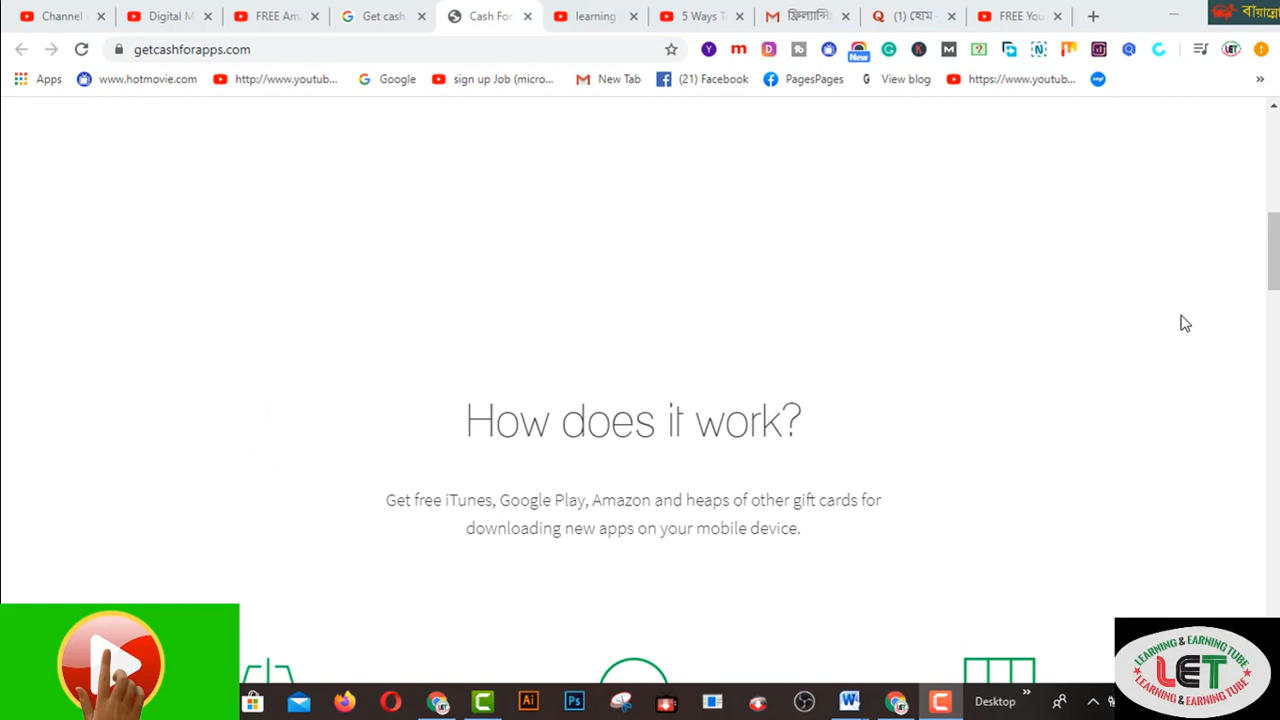 Channel
Digital M
FREE Am
Get cash
Cash For
learning
5 Ways T
ফ্রিল্যান্সি
(1) হোম -
FREE You
বাংলা
getcashforapps.com
New
Apps
www.hotmovie.com
http://www.youtub...
Google
sign up Job (micro...
New Tab
(21) Facebook
PagesPages
View blog
https://www.youtub...
How does it work?
Get free iTunes, Google Play, Amazon and heaps of other gift cards for
downloading new apps on your mobile device.
Desktop
LEARNING & EARNING TUBE
LET
LEARNING & EARNING TUBE